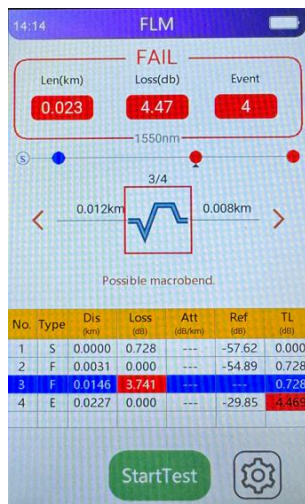 14:14 FLM
FAIL
Len(km) Loss(db) Event
0.023 4.47 4
1550nm
S
3/4
0.012km 0.008km
Possible macrobend.
No. Type Dis (km) Loss (dB) Att (dB/km) Ref (dB) TL (dB)
1 S 0.0000 0.728 --- -57.62 0.000
2 F 0.0031 0.000 --- -54.89 0.728
3 F 0.0146 3.741 --- --- 0.728
4 E 0.0227 0.000 --- -29.85 4.469
StartTest